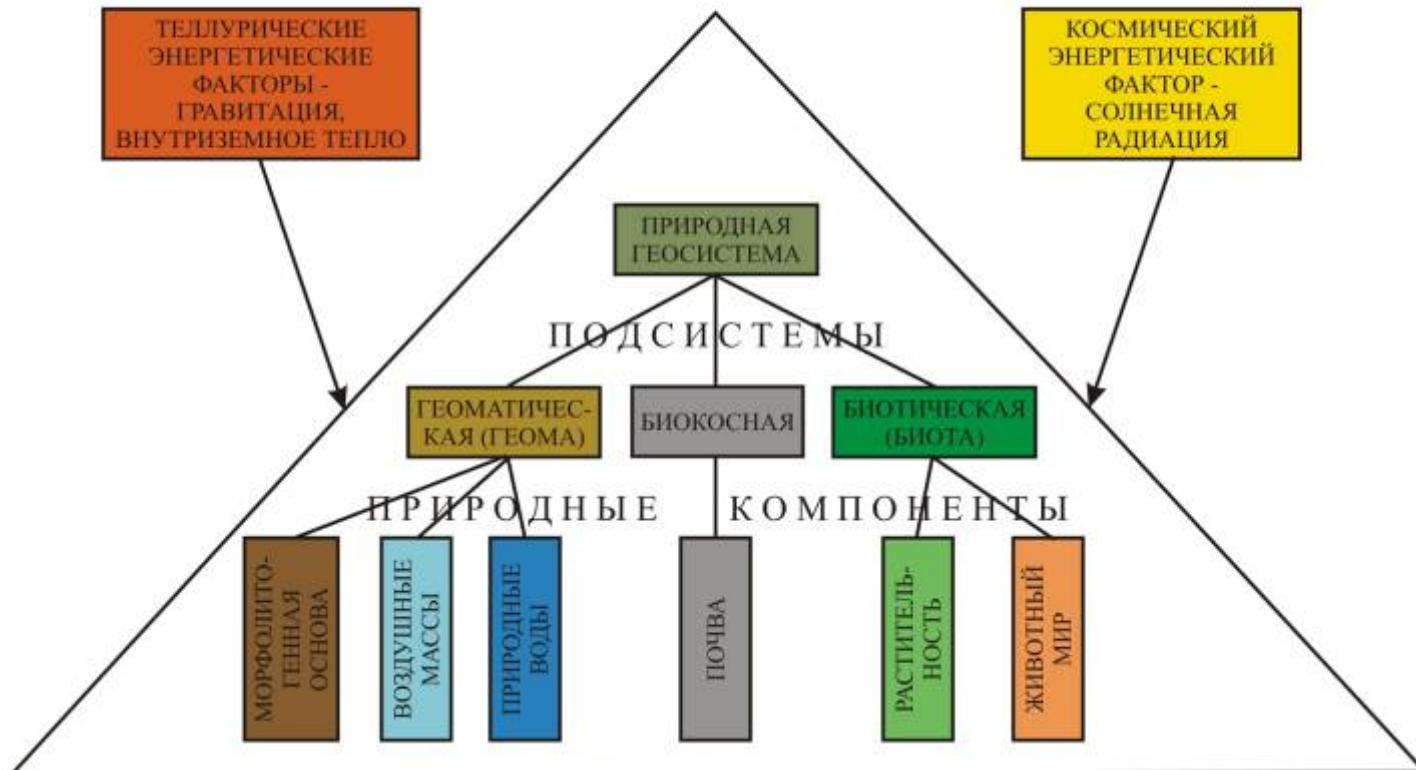 ТЕЛЛУРИЧЕСКИЕ
ЭНЕРГЕТИЧЕСКИЕ
ФАКТОРЫ -
ГРАВИТАЦИЯ,
ВНУТРИЗЕМНОЕ ТЕПЛО
КОСМИЧЕСКИЙ
ЭНЕРГЕТИЧЕСКИЙ
ФАКТОР -
СОЛНЕЧНАЯ
РАДИАЦИЯ
ПРИРОДНАЯ
ГЕОСИСТЕМА
ПОДСИСТЕМЫ
ГЕОМАТИЧЕС-
КАЯ (ГЕОМА)
БИОКОСНАЯ
БИОТИЧЕСКАЯ
(БИОТА)
ПРИРОДНЫЕ КОМПОНЕНТЫ
МОРФОЛИТО-
ГЕННАЯ
ОСНОВА
ВОЗДУШНЫЕ
МАССЫ
ПРИРОДНЫЕ
ВОДЫ
ПОЧВА
РАСТИТЕЛЬ-
НОСТЬ
ЖИВОТНЫЙ
МИР